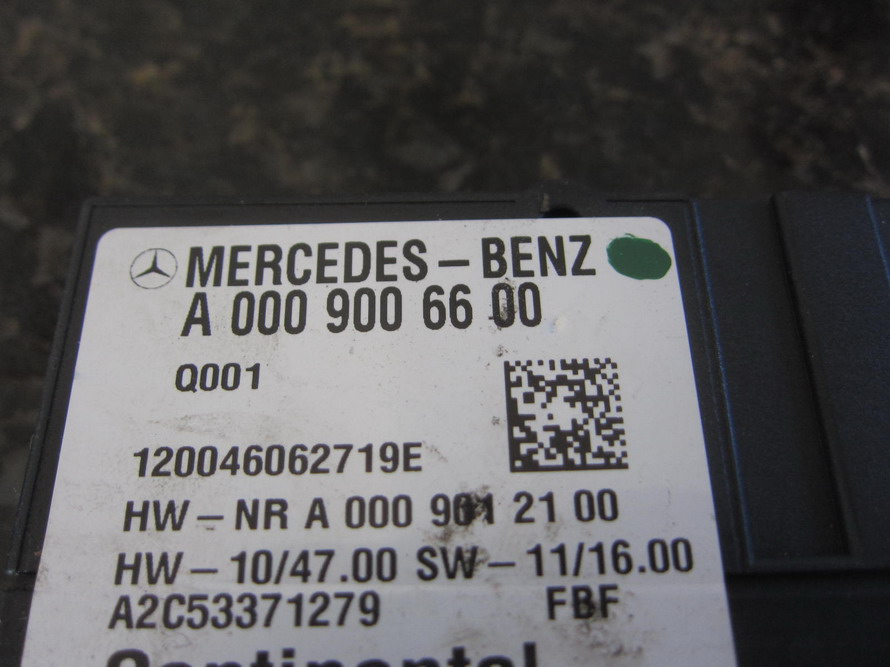 MERCEDES-BENZ
A 000 900 66 00
Q001
120046062719E
HW-NR A 000 901 21 00
HW-10/47.00 SW-11/16.00
A2C53371279 FBF
Continental